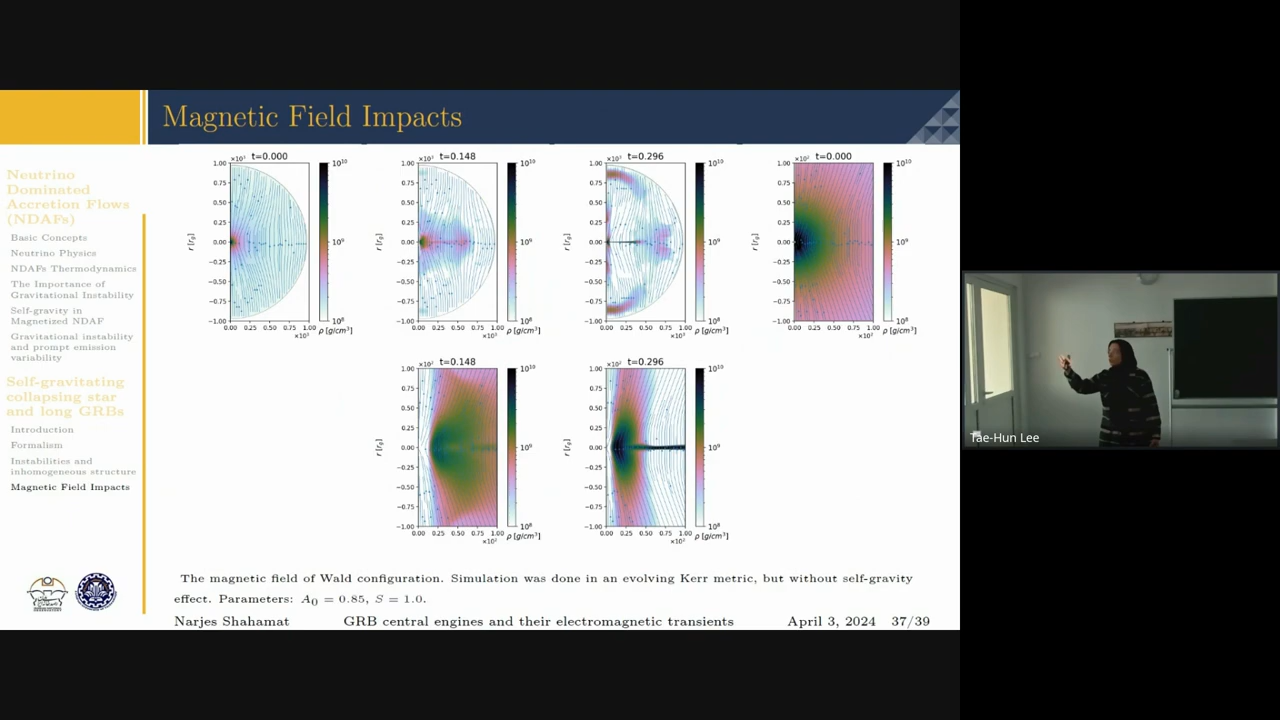 Magnetic Field Impacts
Neutrino
Dominated
Accretion Flows
(NDAFs)
Basic Concepts
Neutrino Physics
NDAFs Thermodynamics
The Importance of
Gravitational Instability
Self-gravity in
Magnetized NDAF
Gravitational instability
and prompt emission
variability
Self-gravitating
collapsing star
and long GRBs
Introduction
Formalism
Instabilities and
inhomogeneous structure
Magnetic Field Impacts
t=0.000
t=0.148
t=0.296
t=0.000
t=0.148
t=0.296
The magnetic field of Wald configuration. Simulation was done in an evolving Kerr metric, but without self-gravity
effect. Parameters: A₀ = 0.85, S = 1.0.
Narjes Shahamat GRB central engines and their electromagnetic transients April 3, 2024 37/39
Tae-Hun Lee